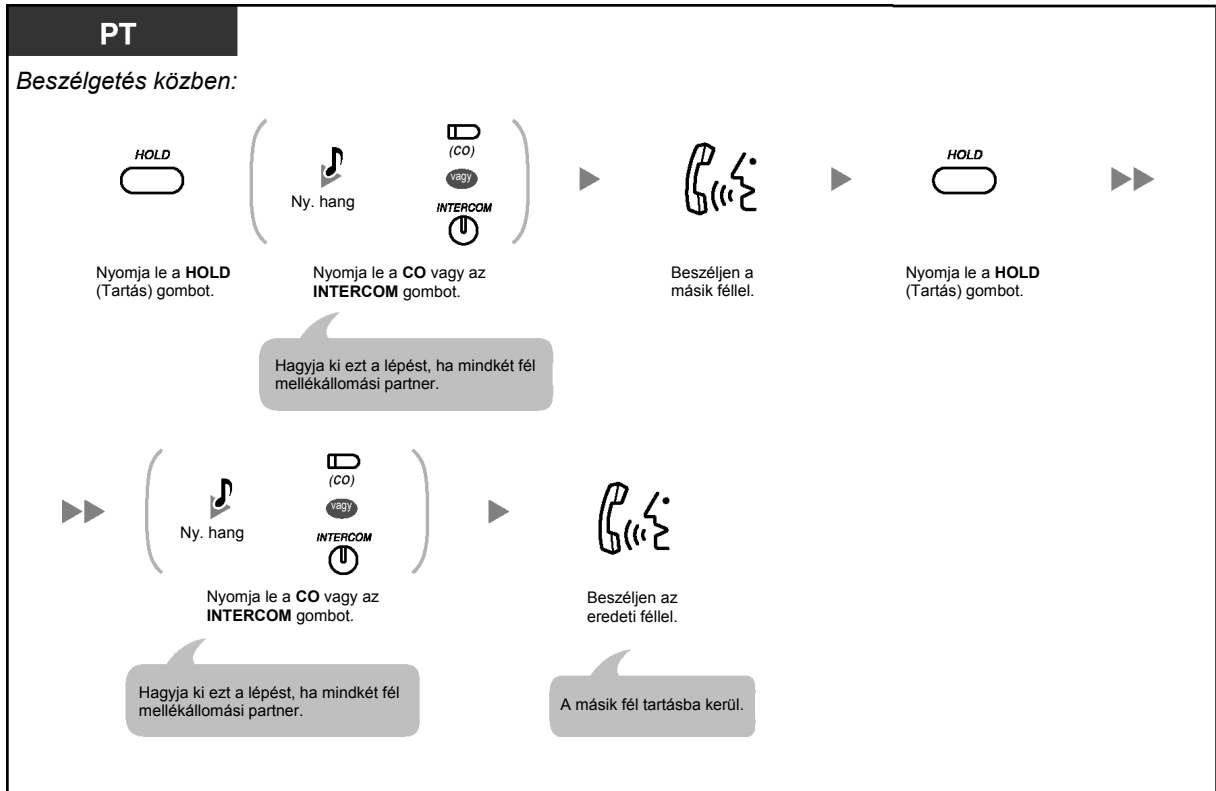 PT
Beszélgetés közben:
HOLD
Ny. hang
(CO)
vagy
INTERCOM
HOLD
Nyomja le a HOLD
(Tartás) gombot.
Nyomja le a CO vagy az
INTERCOM gombot.
Beszéljen a
másik féllel.
Nyomja le a HOLD
(Tartás) gombot.
Hagyja ki ezt a lépést, ha mindkét fél
mellékállomási partner.
Ny. hang
(CO)
vagy
INTERCOM
Nyomja le a CO vagy az
INTERCOM gombot.
Beszéljen az
eredeti féllel.
Hagyja ki ezt a lépést, ha mindkét fél
mellékállomási partner.
A másik fél tartásba kerül.